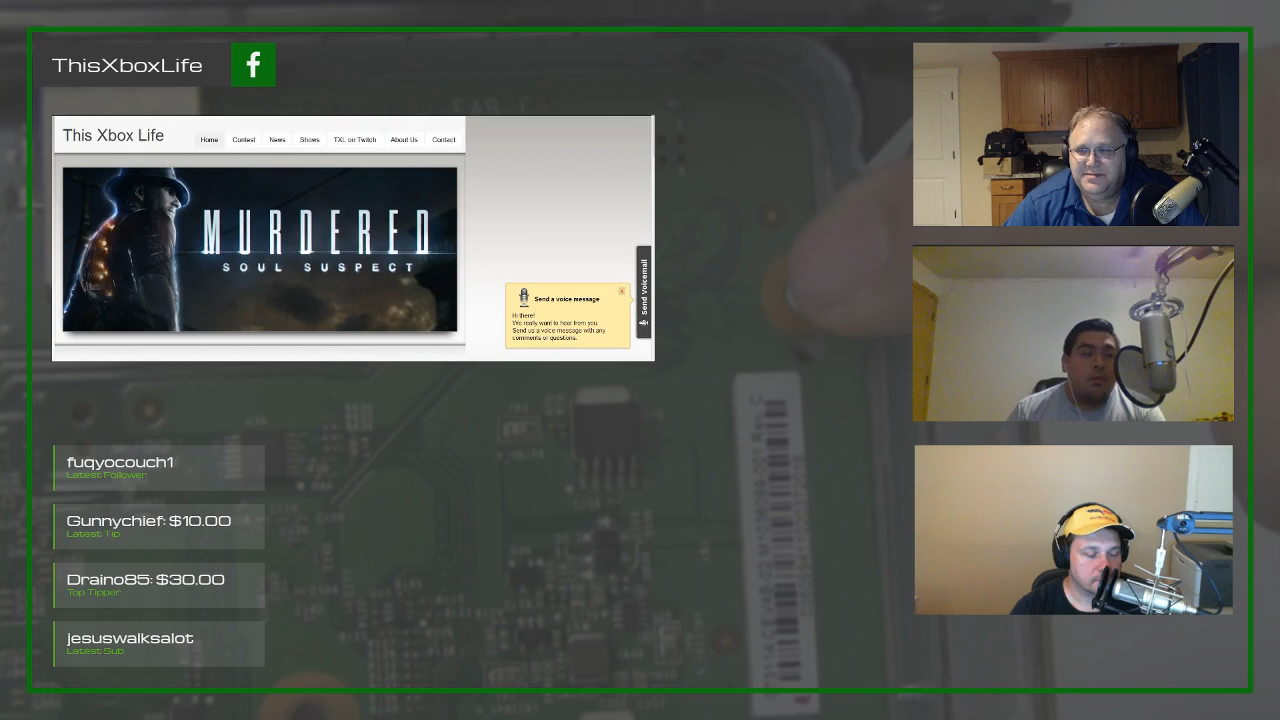 ThisXboxLife
f
This Xbox Life
Home Contest News Shows TXL on Twitch About Us Contact
MURDERED
SOUL SUSPECT
Send a voice message
x
Hi there!
We really want to hear from you.
Send us a voice message with any
comments or questions.
Send Voicemail
fuqyocouch1
Latest Follower
Gunnychief: $10.00
Latest Tip
Draino85: $30.00
Top Tipper
jesuswalksalot
Latest Sub